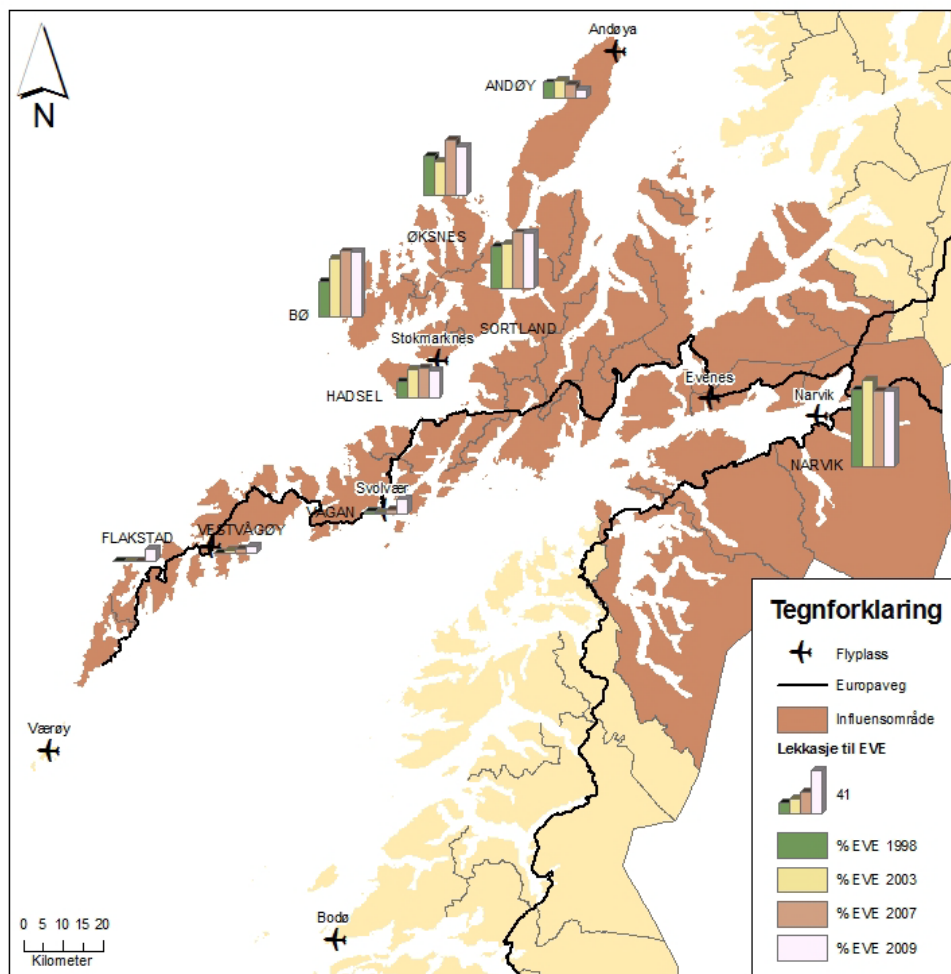 Andøya
ANDØY
N
ØKSNES
BØ
SORTLAND
Stokmarknes
HADSEL
Evenes
Narvik
NARVIK
Svolvær
VÅGAN
VESTVÅGØY
FLAKSTAD
Værøy
Bodø
0 5 10 15 20
Kilometer
Tegnforklaring
Flyplass
Europaveg
Influensområde
Lekkasje til EVE
41
% EVE 1998
% EVE 2003
% EVE 2007
% EVE 2009